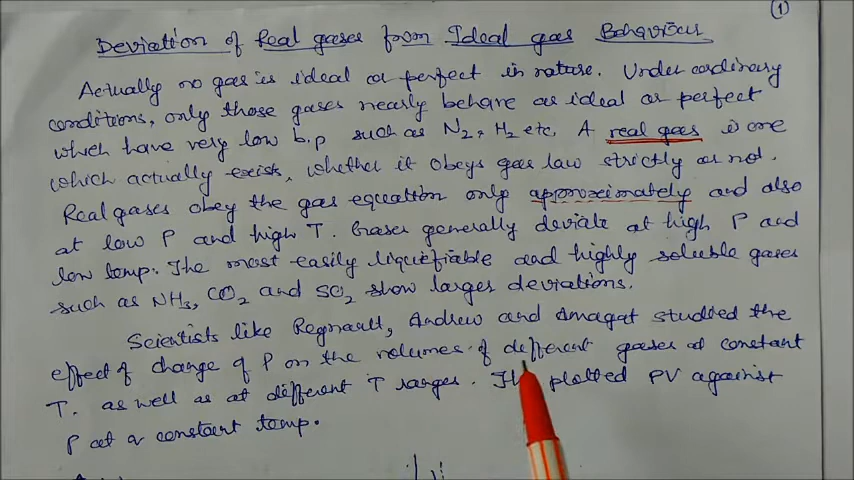 (1)
Deviation of Real gases from Ideal gas Behaviour
Actually no gas is ideal or perfect in nature. Under ordinary
conditions, only those gases nearly behave as ideal or perfect
which have very low b.p such as N2, H2 etc. A real gas is one
which actually exists, whether it obeys gas law strictly or not.
Real gases obey the gas equation only approximately and also
at low P and high T. Gases generally deviate at high P and
low temp. The most easily liquefiable and highly soluble gases
such as NH3, CO2 and SO2 show larger deviations.
Scientists like Regnault, Andrew and Amagat studied the
effect of change of P on the volumes of different gases at constant
T. as well as at different T ranges. plotted PV against
P at a constant temp.